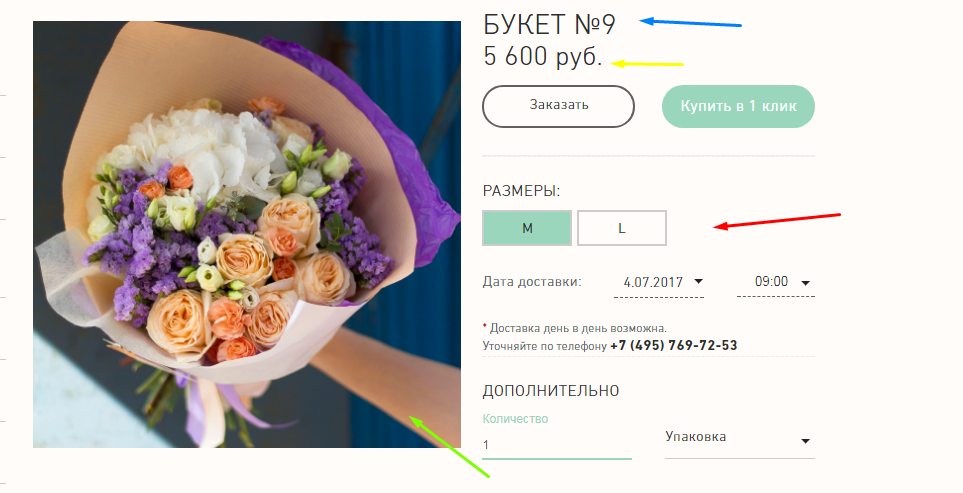 БУКЕТ №9
5 600 руб.
Заказать
Купить в 1 клик
РАЗМЕРЫ:
M
L
Дата доставки:
4.07.2017
09:00
* Доставка день в день возможна.
Уточняйте по телефону +7 (495) 769-72-53
ДОПОЛНИТЕЛЬНО
Количество
1
Упаковка